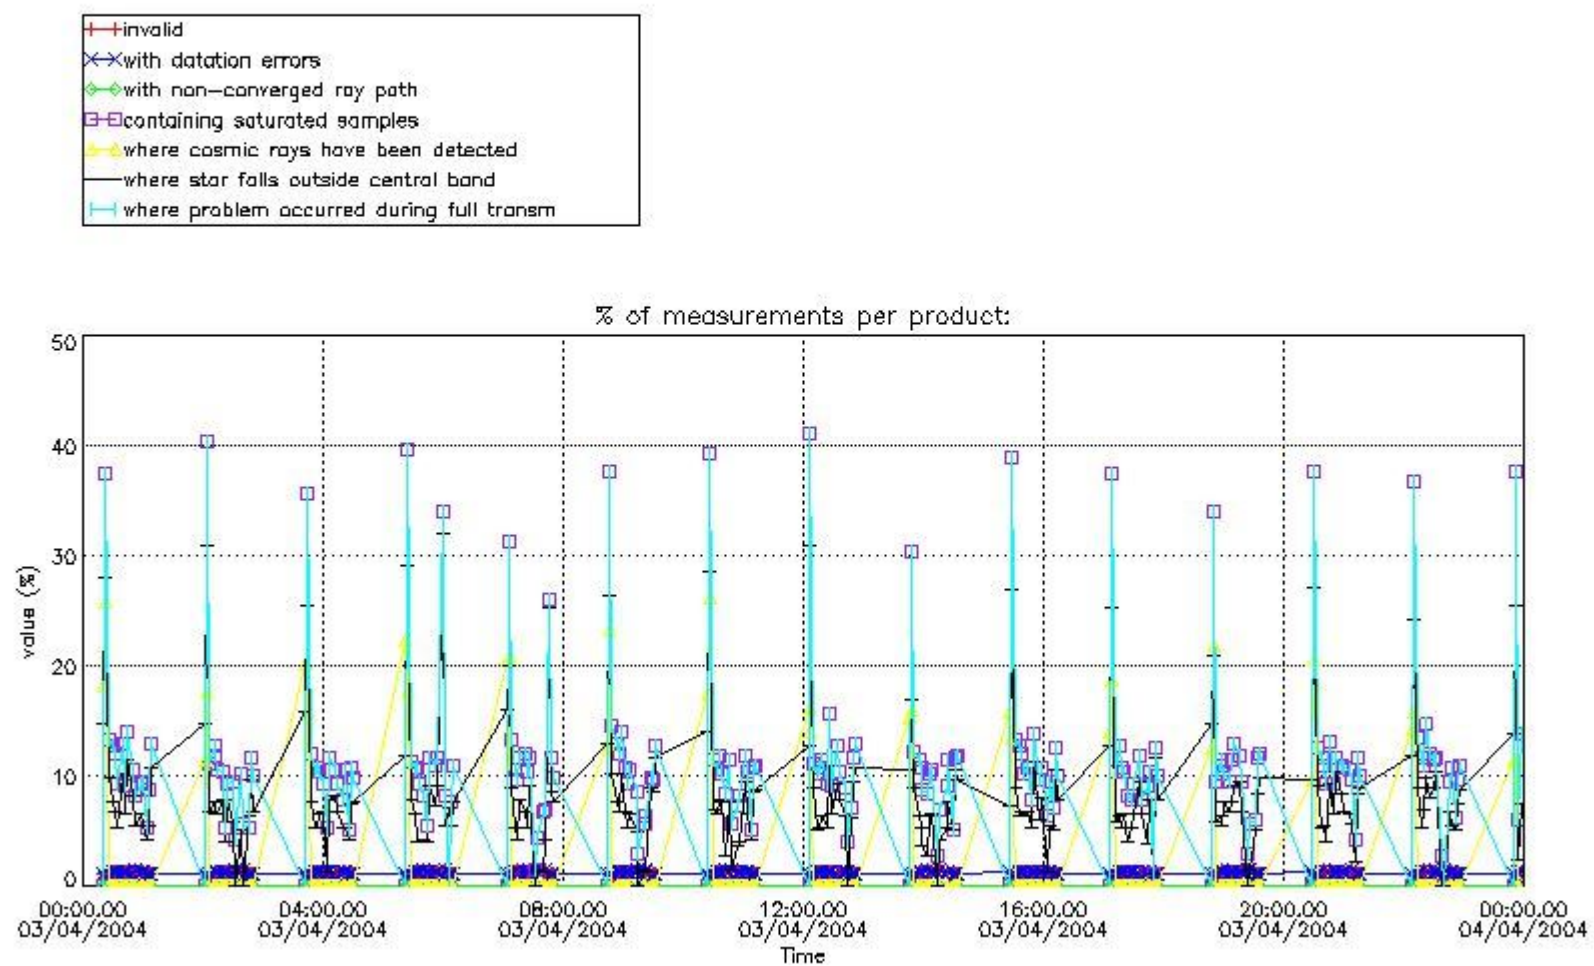 invalid
with datation errors
with non-converged ray path
containing saturated samples
where cosmic rays have been detected
where star falls outside central band
where problem occurred during full transm
% of measurements per product:
50
40
30
20
10
0
value (%)
00:00:00 04:00:00 08:00:00 12:00:00 16:00:00 20:00:00 00:00:00
03/04/2004 03/04/2004 03/04/2004 03/04/2004 03/04/2004 03/04/2004 04/04/2004
Time